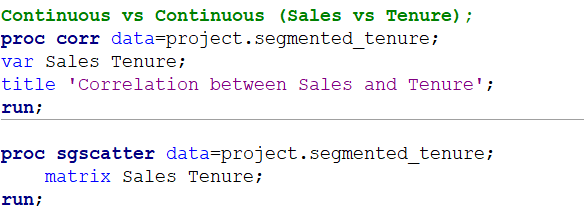 Continuous vs Continuous (Sales vs Tenure);
proc corr data=project.segmented_tenure;
var Sales Tenure;
title 'Correlation between Sales and Tenure';
run;
proc sgscatter data=project.segmented_tenure;
    matrix Sales Tenure;
run;